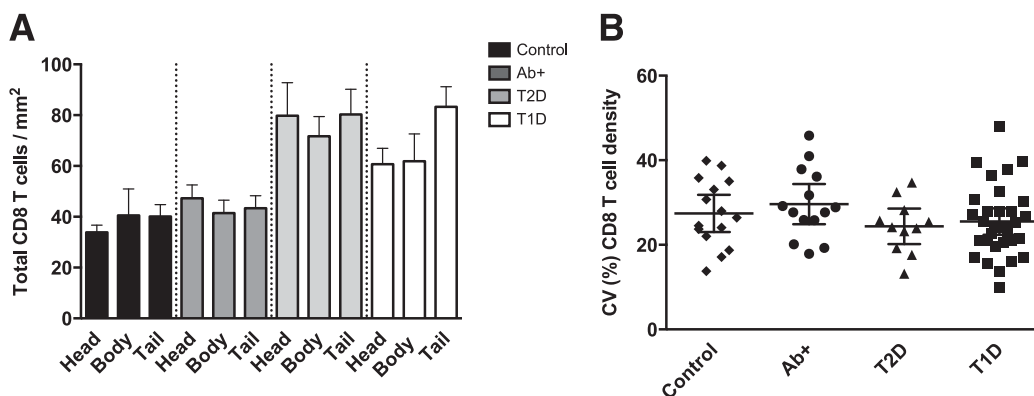 A
Total CD8 T cells / mm2
100
80
60
40
20
0
Head
Body
Tail
Head
Body
Tail
Head
Body
Tail
Head
Body
Tail
Control
Ab+
T2D
T1D
B
CV (%) CD8 T cell density
60
40
20
0
Control
Ab+
T2D
T1D